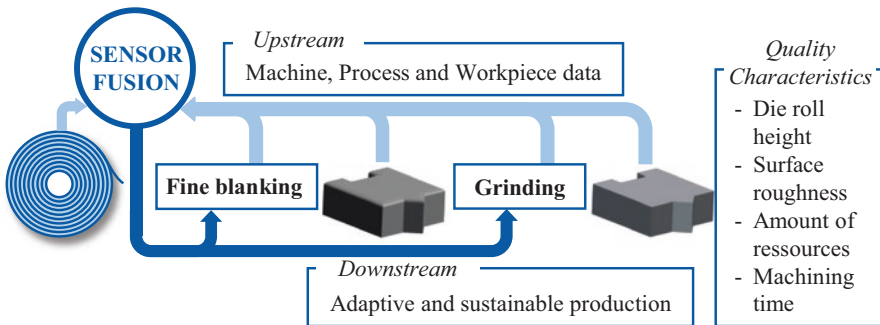 SENSOR
FUSION
Upstream
Machine, Process and Workpiece data
Quality
Characteristics
- Die roll
height
- Surface
roughness
- Amount of
ressources
- Machining
time
Fine blanking
Grinding
Downstream
Adaptive and sustainable production